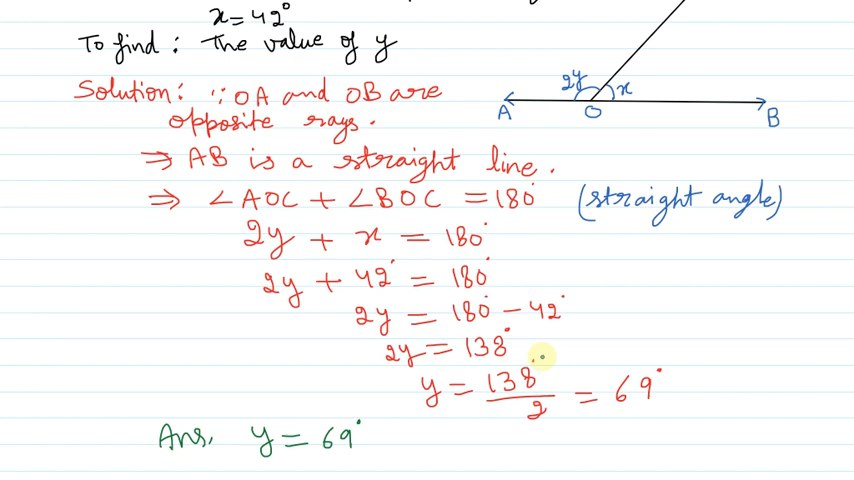 x = 42°
To find : The value of y
Solution : ∵ OA and OB are
opposite rays.
⇒ AB is a straight line.
⇒ ∠AOC + ∠BOC = 180° (straight angle)
2y + x = 180°
2y + 42° = 180°
2y = 180° - 42°
2y = 138°
y = 138/2 = 69°
Ans, y = 69°
2y x
A O B